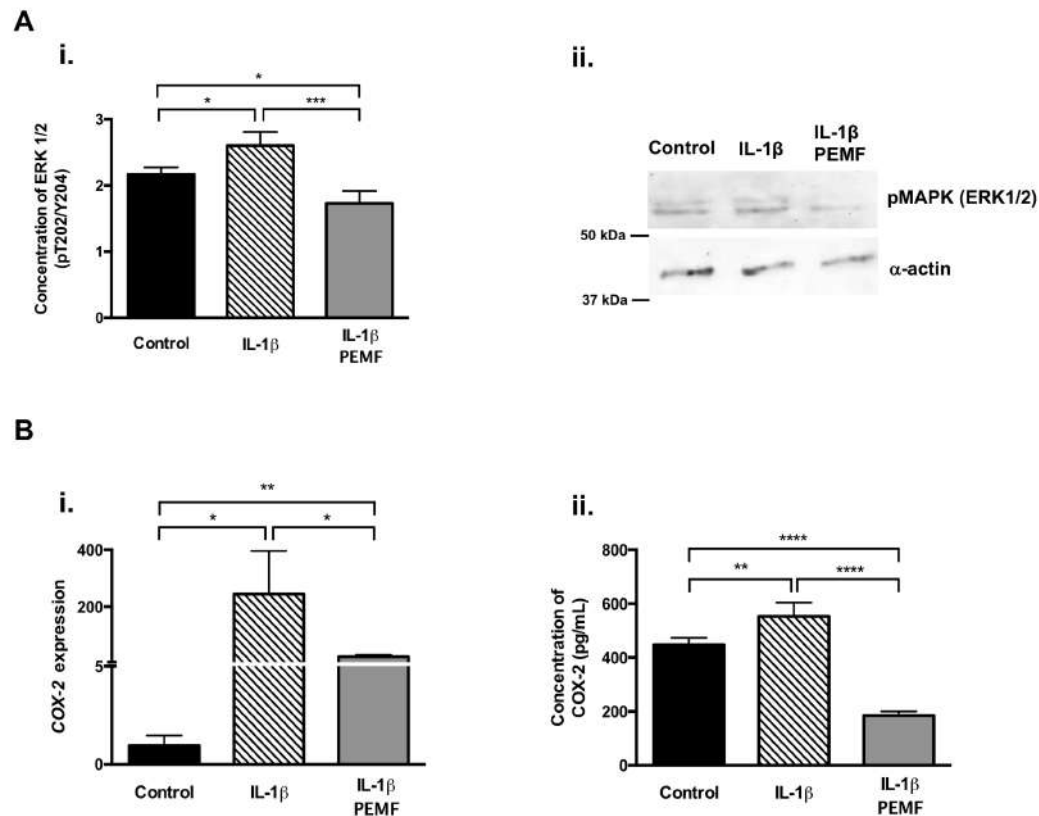 A
i.
*
*
***
Concentration of ERK 1/2
(pT202/Y204)
3
2
1
0
Control
IL-1β
IL-1β
PEMF
ii.
Control
IL-1β
IL-1β
PEMF
pMAPK (ERK1/2)
50 kDa
α-actin
37 kDa
B
i.
**
*
*
COX-2 expression
400
200
5
0
Control
IL-1β
IL-1β
PEMF
ii.
****
**
****
Concentration of
COX-2 (pg/mL)
800
600
400
200
0
Control
IL-1β
IL-1β
PEMF